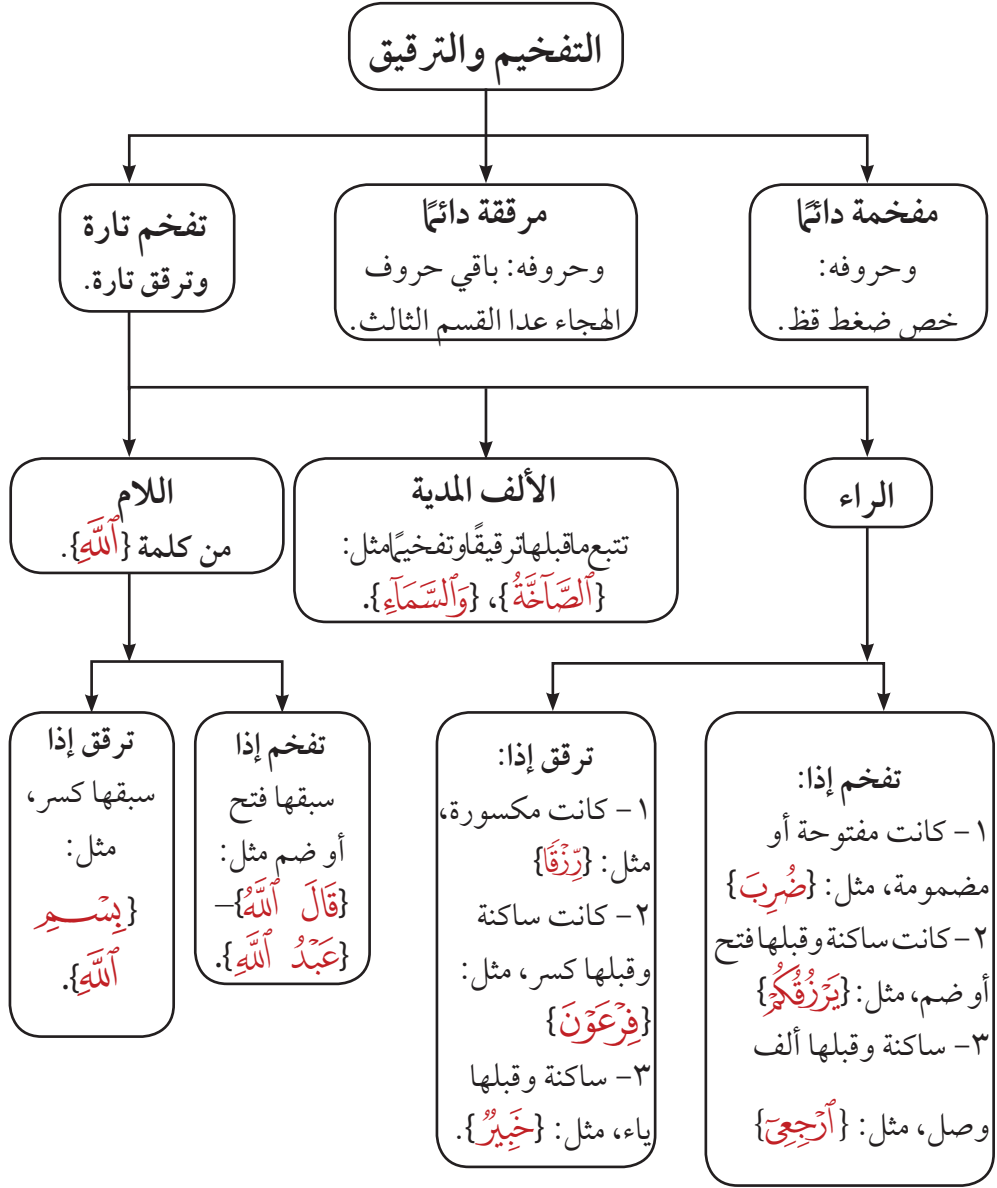 التفخيم والترقيق
مفخمة دائمًا
وحروفه:
خص ضغط قظ.
مرققة دائمًا
وحروفه: باقي حروف
الهجاء عدا القسم الثالث.
تفخم تارة
وترقق تارة.
الراء
الألف المدية
تتبع ماقبلها ترقيقًا وتفخيمًا مثل:
{ٱلصَّآخَّةُ}، {وَٱلسَّمَآءِ}.
اللام
من كلمة {ٱللَّهِ}.
تفخم إذا:
١- كانت مفتوحة أو
مضمومة، مثل: {ضُرِبَ}
٢- كانت ساكنة وقبلها فتح
أو ضم، مثل: {يَرۡزُقُكُمۡ}
٣- ساكنة وقبلها ألف
وصل، مثل: {ٱرۡجِعِيٓ}
ترقق إذا:
١- كانت مكسورة،
مثل: {رِّزۡقٗا}
٢- كانت ساكنة
وقبلها كسر، مثل:
{فِرۡعَوۡنَ}
٣- ساكنة وقبلها
ياء، مثل: {خَبِيرٞ}.
تفخم إذا
سبقها فتح
أو ضم مثل:
{قَالَ ٱللَّهُ}–
{عَبۡدُ ٱللَّهِ}.
ترقق إذا
سبقها كسر،
مثل:
{بِسۡمِ
ٱللَّهِ}.